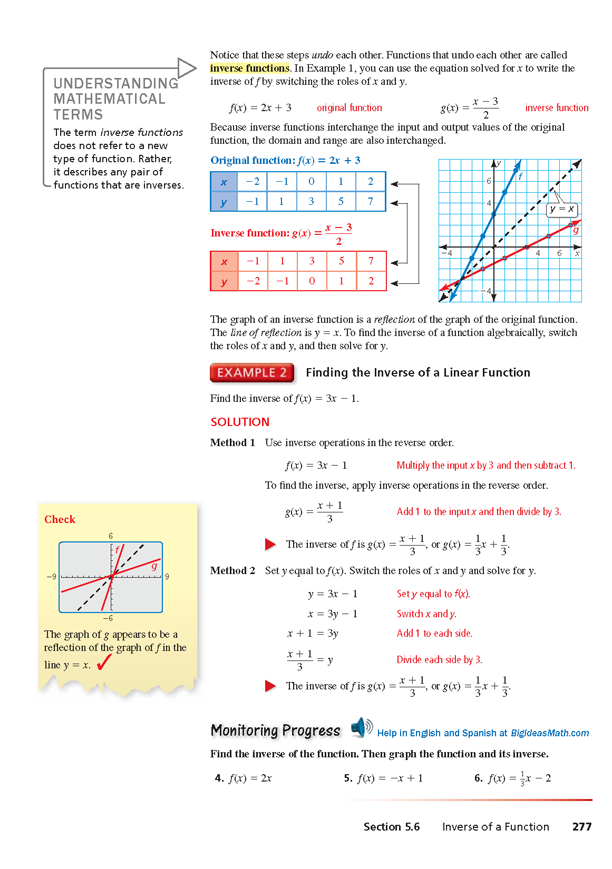 UNDERSTANDING
MATHEMATICAL
TERMS
The term inverse functions
does not refer to a new
type of function. Rather,
it describes any pair of
functions that are inverses.
Notice that these steps undo each other. Functions that undo each other are called
inverse functions. In Example 1, you can use the equation solved for x to write the
inverse of f by switching the roles of x and y.
f(x) = 2x + 3 original function g(x) = (x − 3)/2 inverse function
Because inverse functions interchange the input and output values of the original
function, the domain and range are also interchanged.
Original function: f(x) = 2x + 3
x −2 −1 0 1 2
y −1 1 3 5 7
Inverse function: g(x) = (x − 3)/2
x −1 1 3 5 7
y −2 −1 0 1 2
y
f
6
4
y = x
g
−4 4 6 x
−4
The graph of an inverse function is a reflection of the graph of the original function.
The line of reflection is y = x. To find the inverse of a function algebraically, switch
the roles of x and y, and then solve for y.
EXAMPLE 2 Finding the Inverse of a Linear Function
Find the inverse of f(x) = 3x − 1.
SOLUTION
Method 1 Use inverse operations in the reverse order.
f(x) = 3x − 1 Multiply the input x by 3 and then subtract 1.
To find the inverse, apply inverse operations in the reverse order.
g(x) = (x + 1)/3 Add 1 to the input x and then divide by 3.
The inverse of f is g(x) = (x + 1)/3, or g(x) = 1/3x + 1/3.
Method 2 Set y equal to f(x). Switch the roles of x and y and solve for y.
y = 3x − 1 Set y equal to f(x).
x = 3y − 1 Switch x and y.
x + 1 = 3y Add 1 to each side.
(x + 1)/3 = y Divide each side by 3.
The inverse of f is g(x) = (x + 1)/3, or g(x) = 1/3x + 1/3.
Check
6
f
g
−9 9
−6
The graph of g appears to be a
reflection of the graph of f in the
line y = x.
Monitoring Progress Help in English and Spanish at BigIdeasMath.com
Find the inverse of the function. Then graph the function and its inverse.
4. f(x) = 2x 5. f(x) = −x + 1 6. f(x) = 1/3x − 2
Section 5.6 Inverse of a Function 277